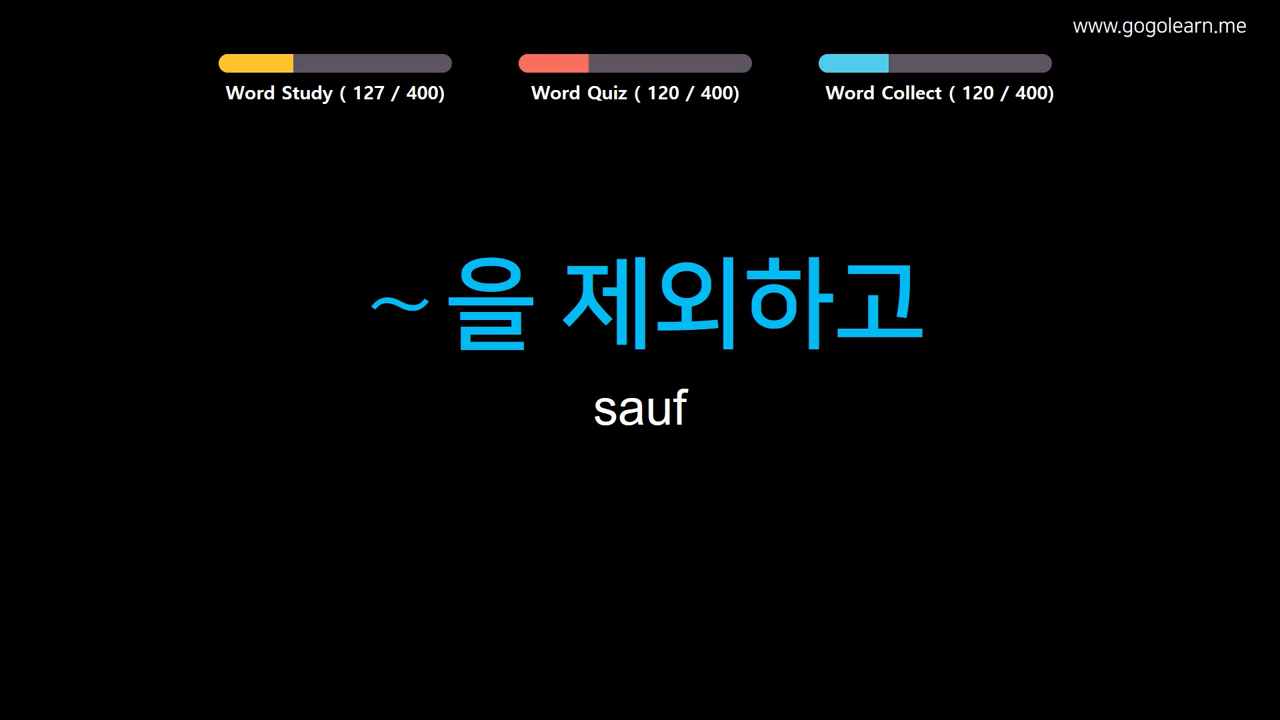 www.gogolearn.me
Word Study ( 127 / 400)
Word Quiz ( 120 / 400)
Word Collect ( 120 / 400)
~을 제외하고
sauf